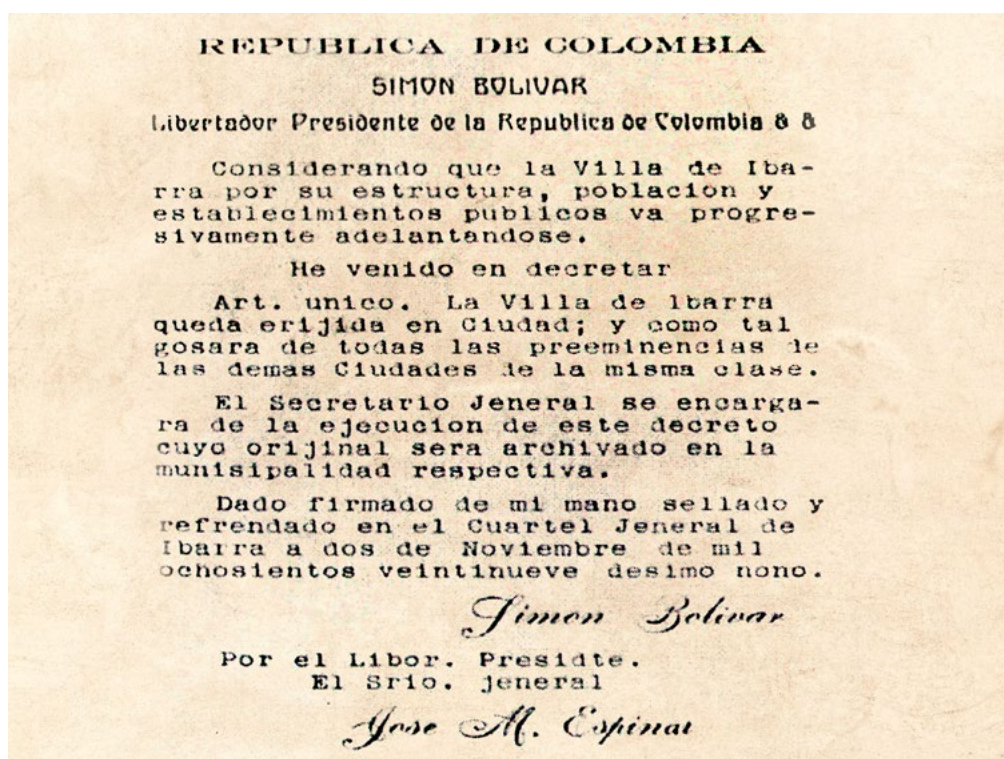 REPUBLICA DE COLOMBIA
SIMON BOLIVAR
Libertador Presidente de la Republica de Colombia & &
Considerando que la Villa de Iba-
rra por su estructura, poblacion y
establecimientos publicos va progre-
sivamente adelantandose.
He venido en decretar
Art. unico. La Villa de Ibarra
queda erijida en Ciudad; y como tal
gosara de todas las preeminencias de
las demas Ciudades de la misma clase.
El Secretario Jeneral se encarga-
ra de la ejecucion de este decreto
cuyo orijinal sera archivado en la
munisipalidad respectiva.
Dado firmado de mi mano sellado y
refrendado en el Cuartel Jeneral de
Ibarra a dos de Noviembre de mil
ochosientos veintinueve desimo nono.
Simon Bolivar
Por el Libor. Presidte.
El Srio. jeneral
Jose M. Espinar